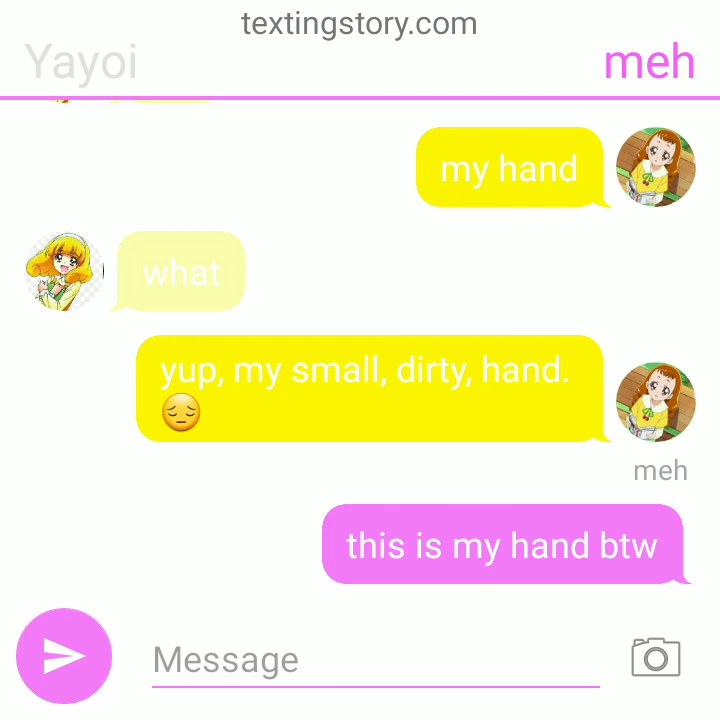 textingstory.com
Yayoi
meh
my hand
what
yup, my small, dirty, hand.
😔
meh
this is my hand btw
Message